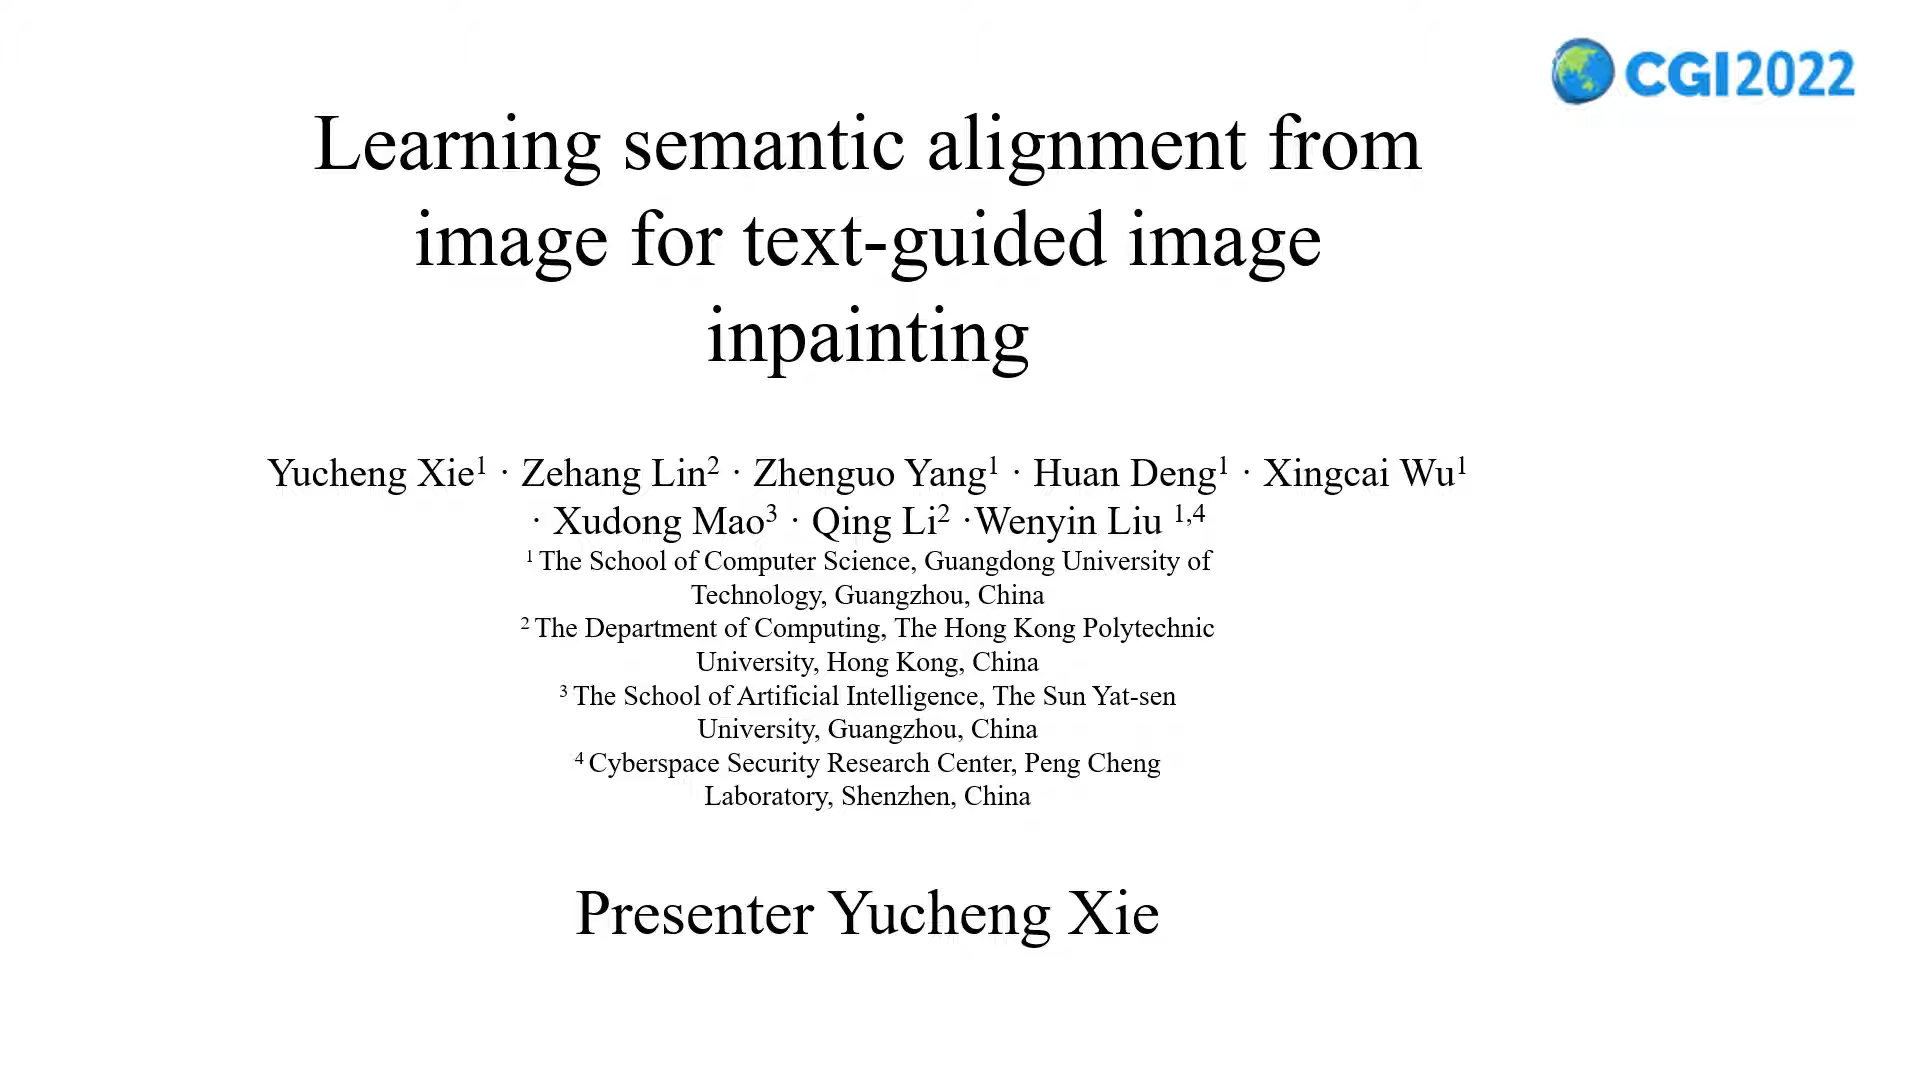 CGI2022
Learning semantic alignment from
image for text-guided image
inpainting
Yucheng Xie¹ · Zehang Lin² · Zhenguo Yang¹ · Huan Deng¹ · Xingcai Wu¹
· Xudong Mao³ · Qing Li² ·Wenyin Liu ¹,⁴
¹ The School of Computer Science, Guangdong University of
Technology, Guangzhou, China
² The Department of Computing, The Hong Kong Polytechnic
University, Hong Kong, China
³ The School of Artificial Intelligence, The Sun Yat-sen
University, Guangzhou, China
⁴ Cyberspace Security Research Center, Peng Cheng
Laboratory, Shenzhen, China
Presenter Yucheng Xie